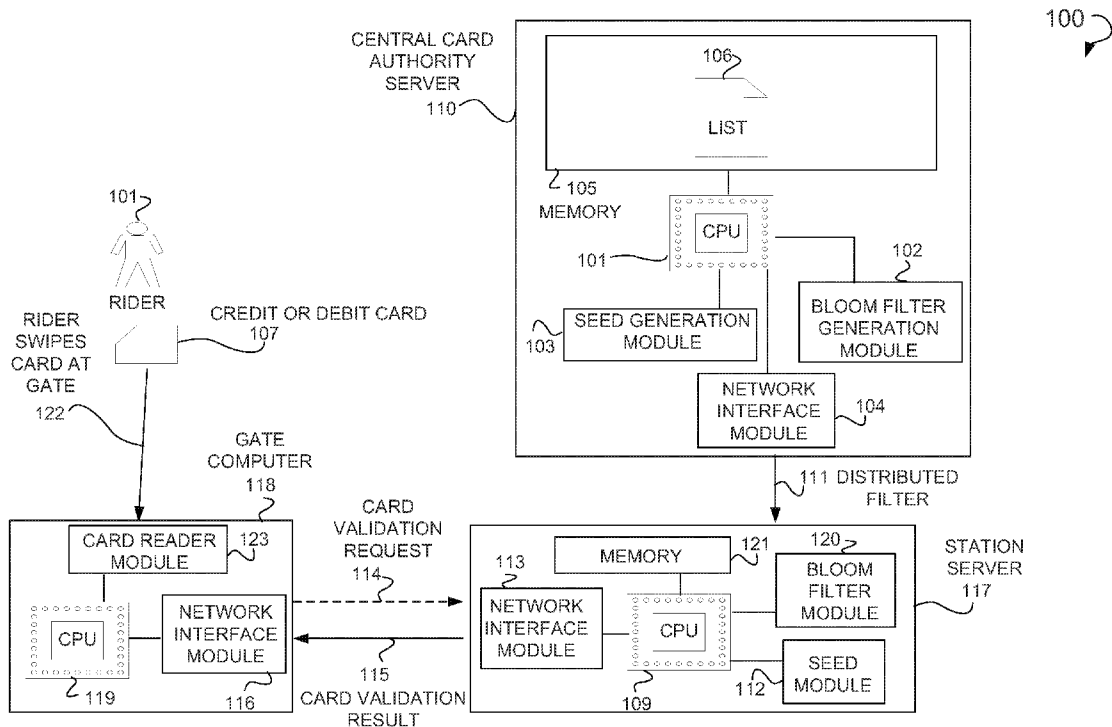 100
CENTRAL CARD
AUTHORITY
SERVER
110
106
LIST
105
MEMORY
CPU
101
102
BLOOM FILTER
GENERATION
MODULE
SEED GENERATION
MODULE
103
NETWORK
INTERFACE
MODULE
104
101
RIDER
CREDIT OR DEBIT CARD
107
RIDER
SWIPES
CARD AT
GATE
122
GATE
COMPUTER
118
111 DISTRIBUTED
FILTER
CARD READER
MODULE
123
CPU
119
NETWORK
INTERFACE
MODULE
116
CARD
VALIDATION
REQUEST
114
115
CARD VALIDATION
RESULT
113
NETWORK
INTERFACE
MODULE
MEMORY
121
CPU
109
120
BLOOM
FILTER
MODULE
112
SEED
MODULE
STATION
SERVER
117